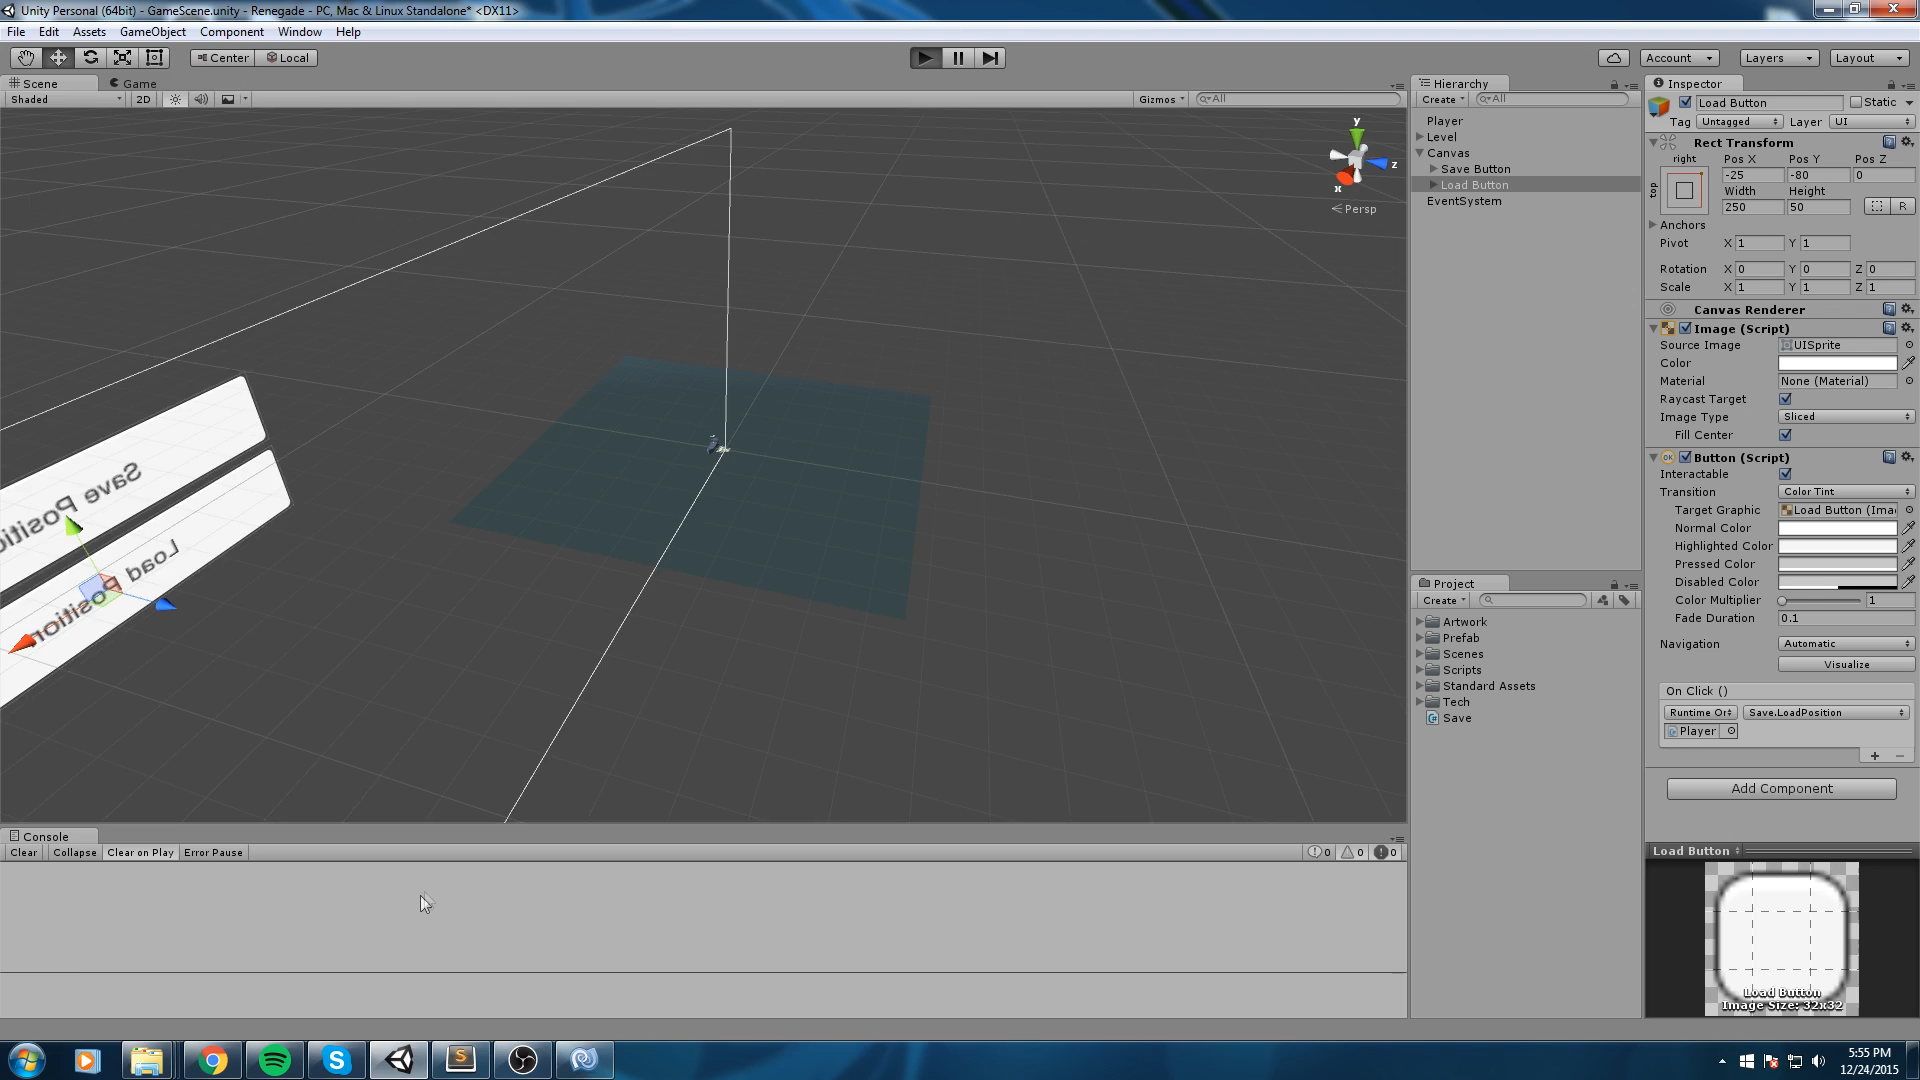 Unity Personal (64bit) - GameScene.unity - Renegade - PC, Mac & Linux Standalone* <DX11>
File Edit Assets GameObject Component Window Help
Center Local
Account Layers Layout
Scene Game
Shaded 2D Gizmos All
y
z
x
Persp
Save Position
Load Position
Hierarchy
Create All
Player
Level
Canvas
Save Button
Load Button
EventSystem
Project
Create
Artwork
Prefab
Scenes
Scripts
Standard Assets
Tech
Save
Inspector
Load Button Static
Tag Untagged Layer UI
Rect Transform
right Pos X Pos Y Pos Z
top -25 -80 0
Width Height
250 50 R
Anchors
Pivot X 1 Y 1
Rotation X 0 Y 0 Z 0
Scale X 1 Y 1 Z 1
Canvas Renderer
Image (Script)
Source Image UISprite
Color
Material None (Material)
Raycast Target
Image Type Sliced
Fill Center
OK Button (Script)
Interactable
Transition Color Tint
Target Graphic Load Button (Ima
Normal Color
Highlighted Color
Pressed Color
Disabled Color
Color Multiplier 1
Fade Duration 0.1
Navigation Automatic
Visualize
On Click ()
Runtime Or Save.LoadPosition
Player
+ -
Add Component
Load Button
Load Button
Image Size: 32x32
Console
Clear Collapse Clear on Play Error Pause 0 0 0
5:55 PM
12/24/2015